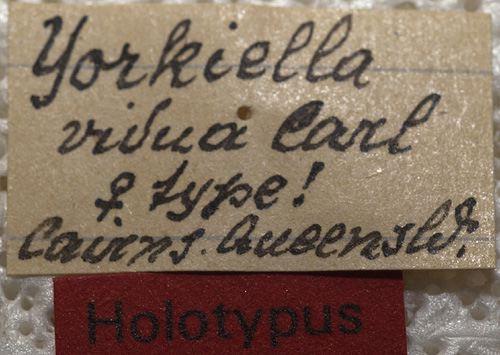 Yorkiella
vidua Carl
♀ type!
Cairns. Queensld.
Holotypus